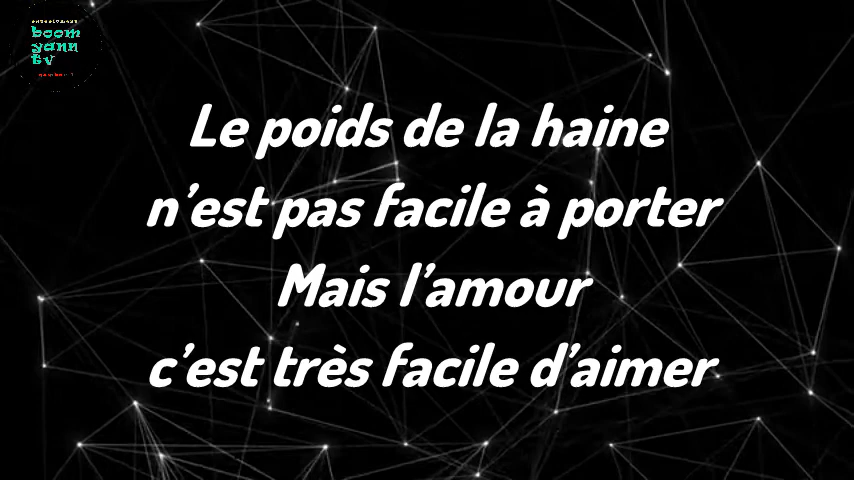 boom
yann
tv
Le poids de la haine
n’est pas facile à porter
Mais l’amour
c’est très facile d’aimer